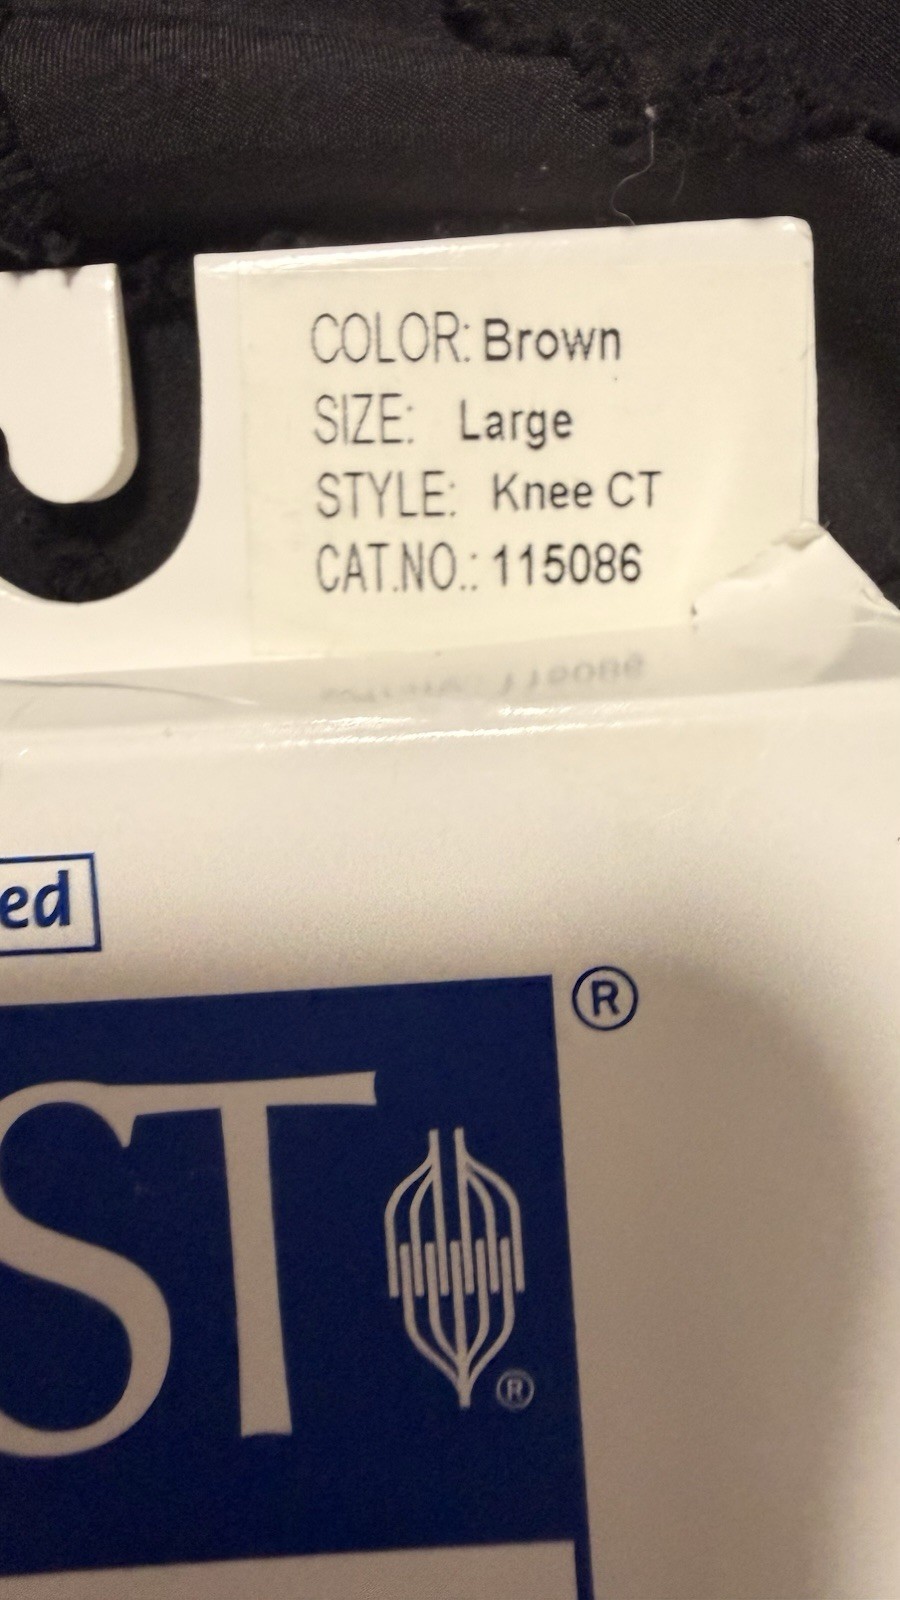 COLOR: Brown
SIZE: Large
STYLE: Knee CT
CAT.NO.: 115086
ed
®
ST
®